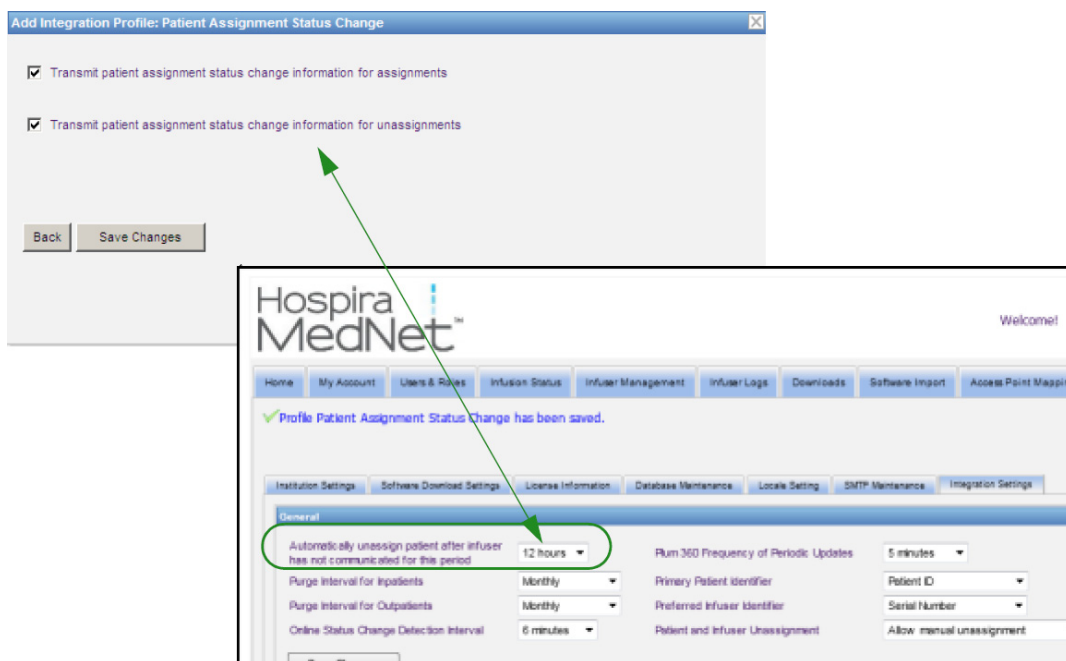 Add Integration Profile: Patient Assignment Status Change
Transmit patient assignment status change information for assignments
Transmit patient assignment status change information for unassignments
Back Save Changes
Hospira
MedNet™
Welcome!
Home My Account Users & Roles Infusion Status Infuser Management Infuser Logs Downloads Software Import Access Point Mappin
Profile Patient Assignment Status Change has been saved.
Institution Settings Software Download Settings License Information Database Maintenance Locale Setting SMTP Maintenance Integration Settings
General
Automatically unassign patient after infuser
has not communicated for this period 12 hours Plum 360 Frequency of Periodic Updates 5 minutes
Purge Interval for Inpatients Monthly Primary Patient Identifier Patient ID
Purge Interval for Outpatients Monthly Preferred Infuser Identifier Serial Number
Online Status Change Detection Interval 6 minutes Patient and Infuser Unassignment Allow manual unassignment